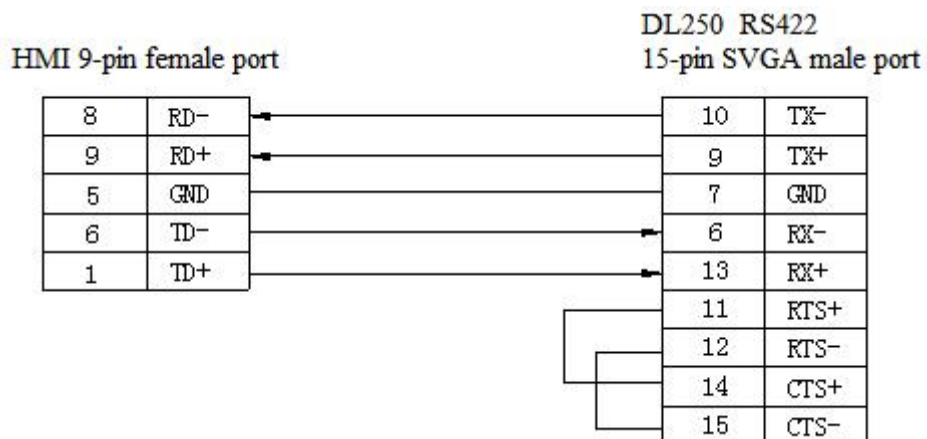 DL250 RS422
HMI 9-pin female port 15-pin SVGA male port
8 RD- 10 TX-
9 RD+ 9 TX+
5 GND 7 GND
6 TD- 6 RX-
1 TD+ 13 RX+
11 RTS+
12 RTS-
14 CTS+
15 CTS-